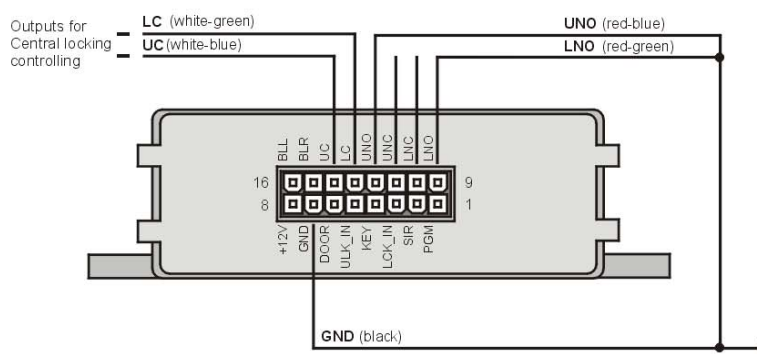 Outputs for
Central locking
controlling
LC (white-green)
UC (white-blue)
UNO (red-blue)
LNO (red-green)
BLL
BLR
UC
LC
UNO
UNC
LNC
LNO
16
9
8
1
+12V
GND
DOOR
ULK_IN
KEY
LCK_IN
SIR
PGM
GND (black)